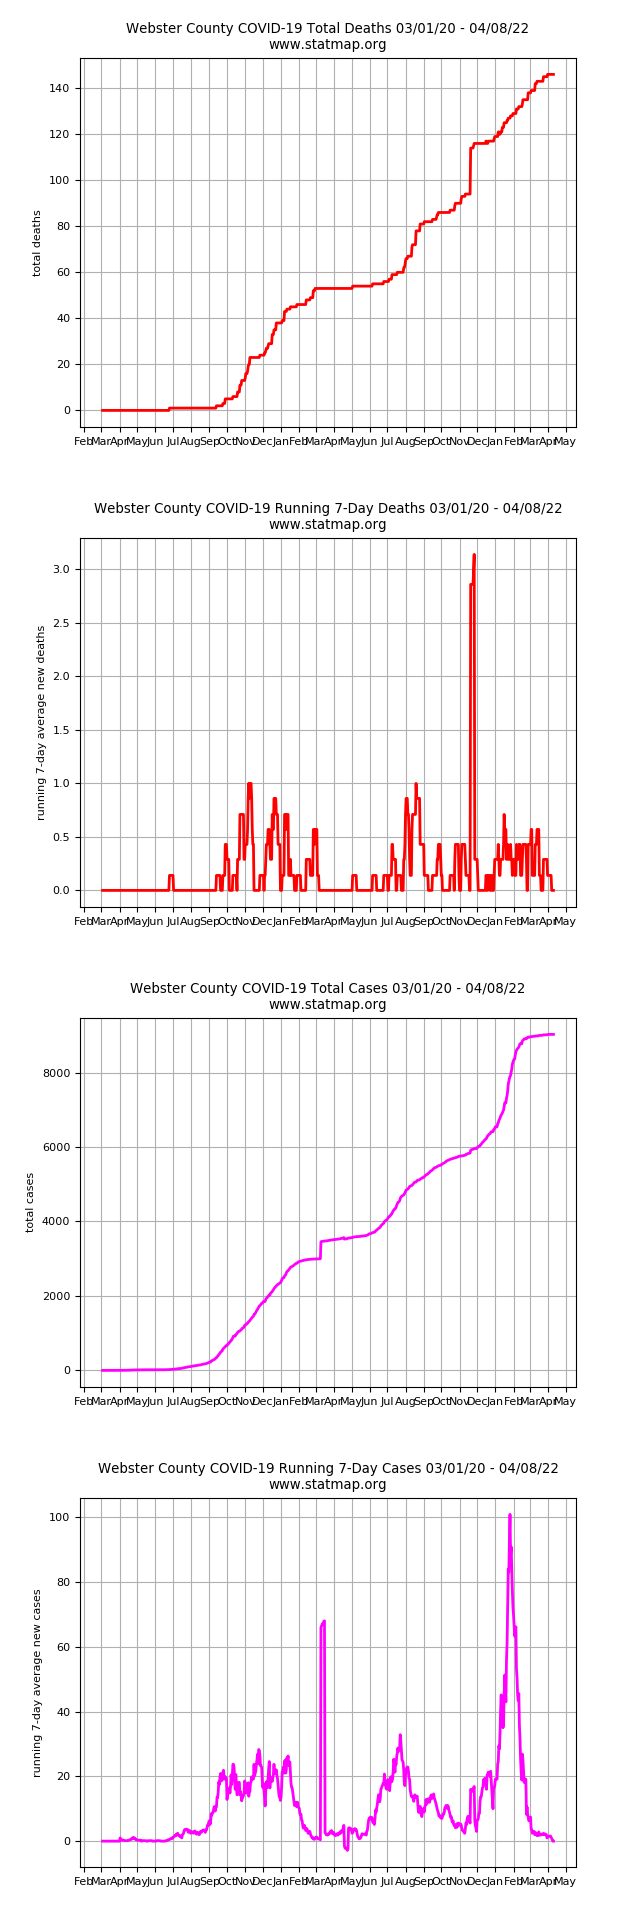 Webster County COVID-19 Total Deaths 03/01/20 - 04/08/22
www.statmap.org
total deaths
140
120
100
80
60
40
20
0
Feb Mar Apr May Jun Jul Aug Sep Oct Nov Dec Jan Feb Mar Apr May Jun Jul Aug Sep Oct Nov Dec Jan Feb Mar Apr May
Webster County COVID-19 Running 7-Day Deaths 03/01/20 - 04/08/22
www.statmap.org
running 7-day average new deaths
3.0
2.5
2.0
1.5
1.0
0.5
0.0
Feb Mar Apr May Jun Jul Aug Sep Oct Nov Dec Jan Feb Mar Apr May Jun Jul Aug Sep Oct Nov Dec Jan Feb Mar Apr May
Webster County COVID-19 Total Cases 03/01/20 - 04/08/22
www.statmap.org
total cases
8000
6000
4000
2000
0
Feb Mar Apr May Jun Jul Aug Sep Oct Nov Dec Jan Feb Mar Apr May Jun Jul Aug Sep Oct Nov Dec Jan Feb Mar Apr May
Webster County COVID-19 Running 7-Day Cases 03/01/20 - 04/08/22
www.statmap.org
running 7-day average new cases
100
80
60
40
20
0
Feb Mar Apr May Jun Jul Aug Sep Oct Nov Dec Jan Feb Mar Apr May Jun Jul Aug Sep Oct Nov Dec Jan Feb Mar Apr May